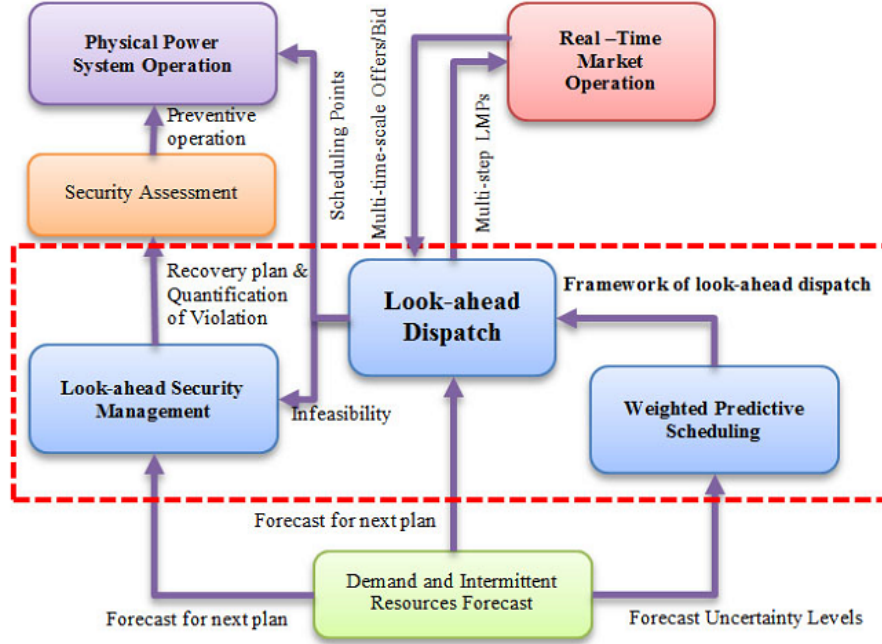 Physical Power
System Operation
Real –Time
Market
Operation
Preventive
operation
Scheduling Points
Multi-time-scale Offers/Bid
Multi-step LMPs
Security Assessment
Recovery plan &
Quantification
of Violation
Look-ahead
Dispatch
Framework of look-ahead dispatch
Look-ahead Security
Management
Infeasibility
Weighted Predictive
Scheduling
Forecast for next plan
Demand and Intermittent
Resources Forecast
Forecast for next plan
Forecast Uncertainty Levels